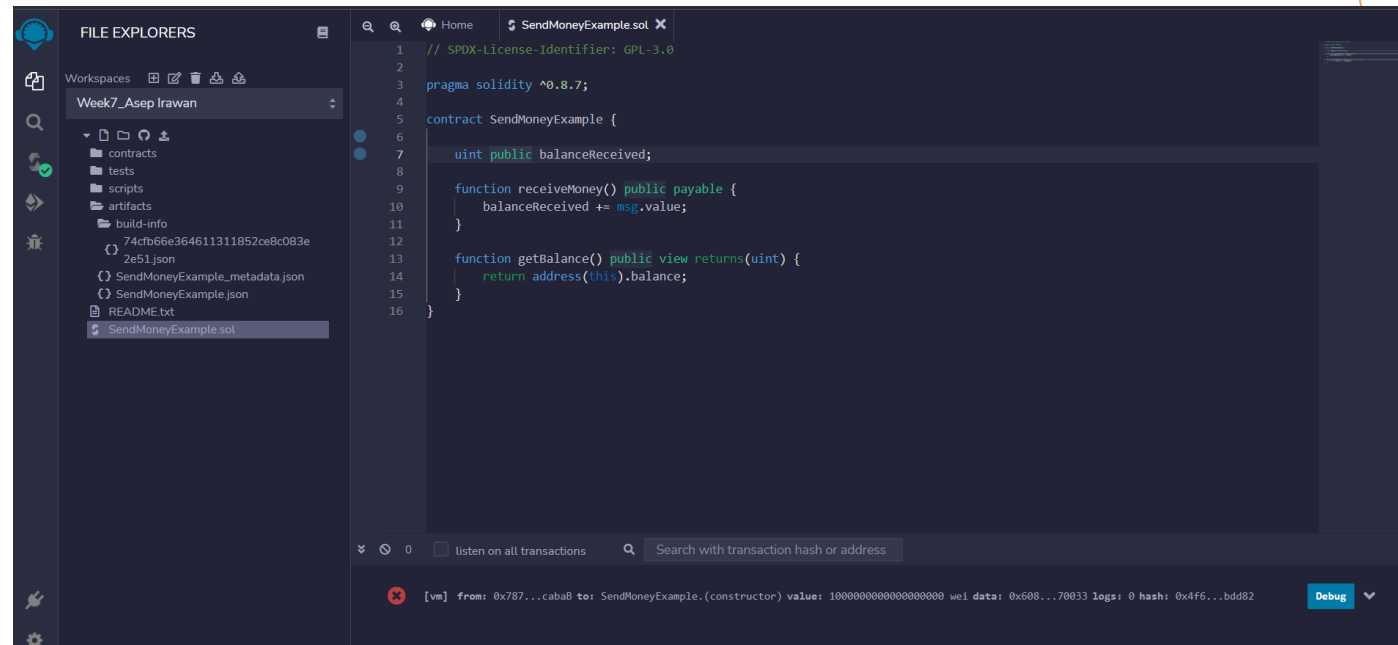 FILE EXPLORERS
Workspaces
Week7_Asep Irawan
contracts
tests
scripts
artifacts
build-info
74cfb66e364611311852ce8c083e
2e51.json
SendMoneyExample_metadata.json
SendMoneyExample.json
README.txt
SendMoneyExample.sol
Home SendMoneyExample.sol
1 // SPDX-License-Identifier: GPL-3.0
2
3 pragma solidity ^0.8.7;
4
5 contract SendMoneyExample {
6
7 uint public balanceReceived;
8
9 function receiveMoney() public payable {
10 balanceReceived += msg.value;
11 }
12
13 function getBalance() public view returns(uint) {
14 return address(this).balance;
15 }
16 }
0 listen on all transactions Search with transaction hash or address
[vm] from: 0x787...cabaB to: SendMoneyExample.(constructor) value: 1000000000000000000 wei data: 0x608...70033 logs: 0 hash: 0x4f6...bdd82 Debug